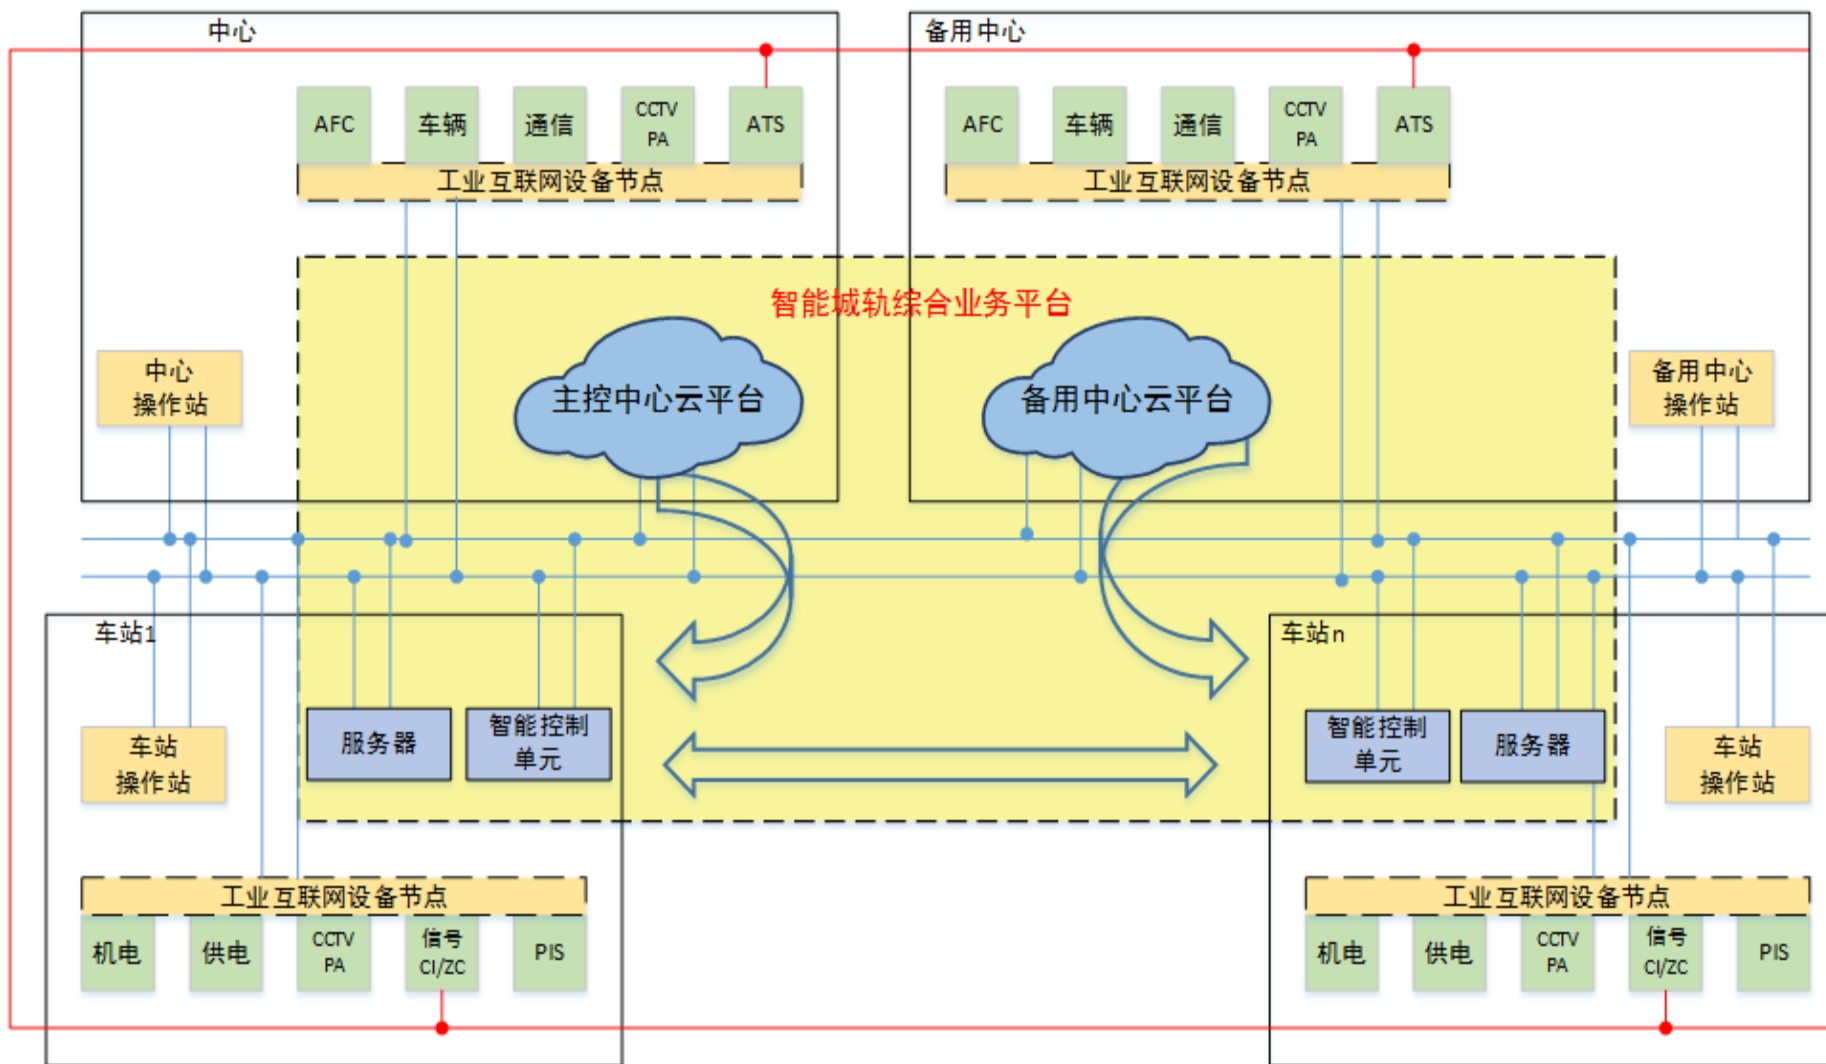 中心
备用中心
AFC
车辆
通信
CCTV
PA
ATS
工业互联网设备节点
AFC
车辆
通信
CCTV
PA
ATS
工业互联网设备节点
智能城轨综合业务平台
中心
操作站
主控中心云平台
备用中心云平台
备用中心
操作站
车站1
车站n
车站
操作站
服务器
智能控制
单元
智能控制
单元
服务器
车站
操作站
工业互联网设备节点
机电
供电
CCTV
PA
信号
CI/ZC
PIS
工业互联网设备节点
机电
供电
CCTV
PA
信号
CI/ZC
PIS